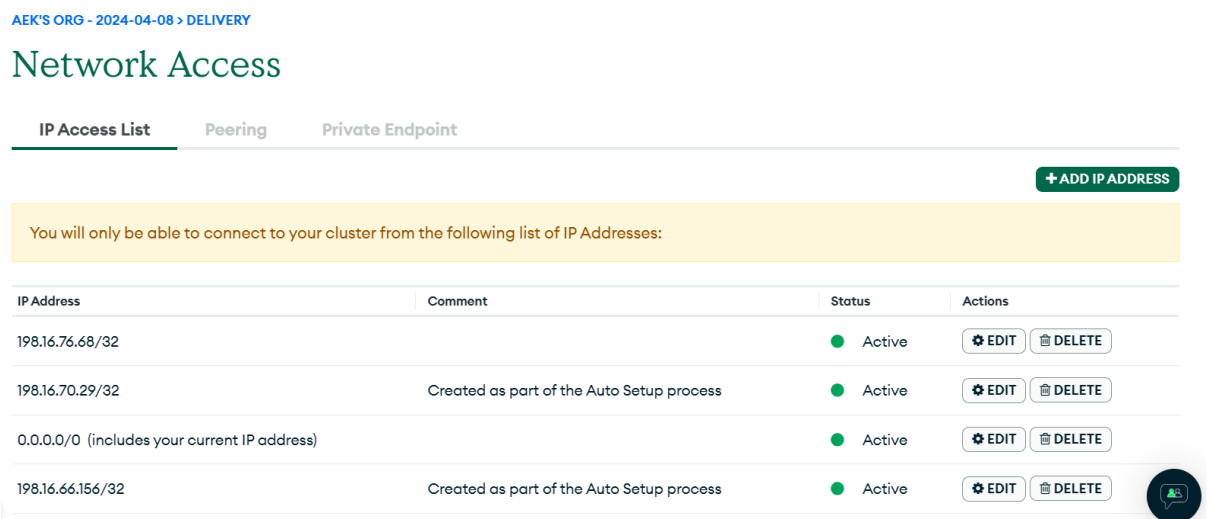 AEK'S ORG - 2024-04-08 > DELIVERY
Network Access
IP Access List Peering Private Endpoint
+ ADD IP ADDRESS
You will only be able to connect to your cluster from the following list of IP Addresses:
IP Address Comment Status Actions
198.16.76.68/32 Active EDIT DELETE
198.16.70.29/32 Created as part of the Auto Setup process Active EDIT DELETE
0.0.0.0/0 (includes your current IP address) Active EDIT DELETE
198.16.66.156/32 Created as part of the Auto Setup process Active EDIT DELETE